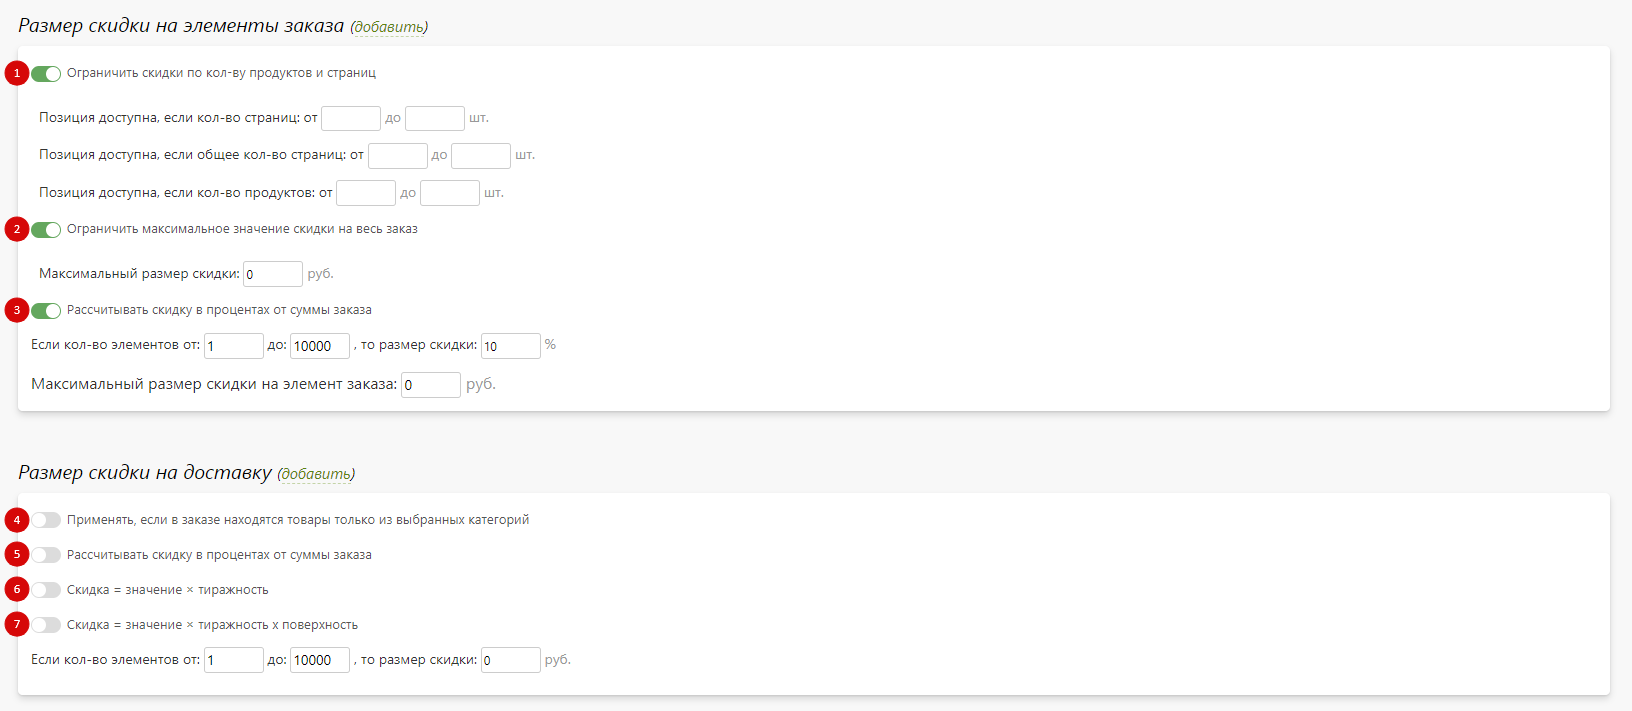 Размер скидки на элементы заказа (добавить)
1 Ограничить скидки по кол-ву продуктов и страниц
Позиция доступна, если кол-во страниц: от до шт.
Позиция доступна, если общее кол-во страниц: от до шт.
Позиция доступна, если кол-во продуктов: от до шт.
2 Ограничить максимальное значение скидки на весь заказ
Максимальный размер скидки: 0 руб.
3 Рассчитывать скидку в процентах от суммы заказа
Если кол-во элементов от: 1 до: 10000 , то размер скидки: 10 %
Максимальный размер скидки на элемент заказа: 0 руб.
Размер скидки на доставку (добавить)
4 Применять, если в заказе находятся товары только из выбранных категорий
5 Рассчитывать скидку в процентах от суммы заказа
6 Скидка = значение × тиражность
7 Скидка = значение × тиражность х поверхность
Если кол-во элементов от: 1 до: 10000 , то размер скидки: 0 руб.